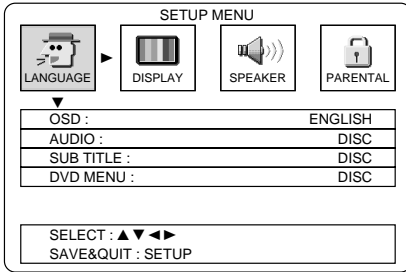 SETUP MENU
LANGUAGE ► DISPLAY SPEAKER PARENTAL
▼
OSD : ENGLISH
AUDIO : DISC
SUB TITLE : DISC
DVD MENU : DISC
SELECT : ▲ ▼ ◄ ►
SAVE&QUIT : SETUP